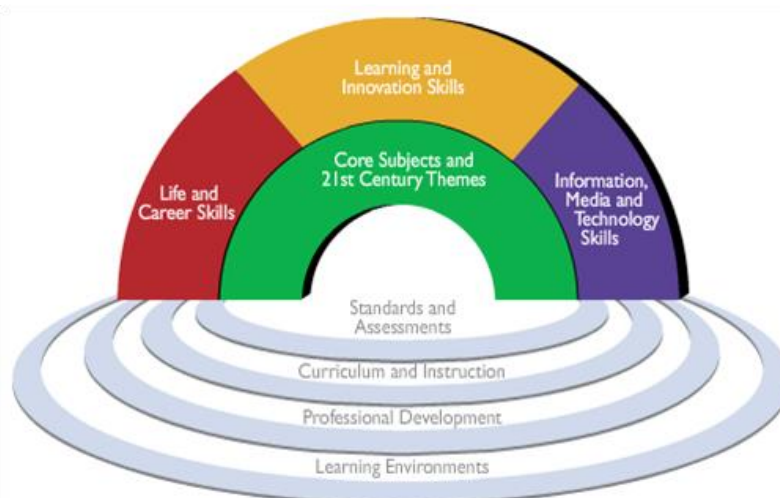 Learning and
Innovation Skills
Core Subjects and
21st Century Themes
Life and
Career Skills
Information,
Media and
Technology
Skills
Standards and
Assessments
Curriculum and Instruction
Professional Development
Learning Environments